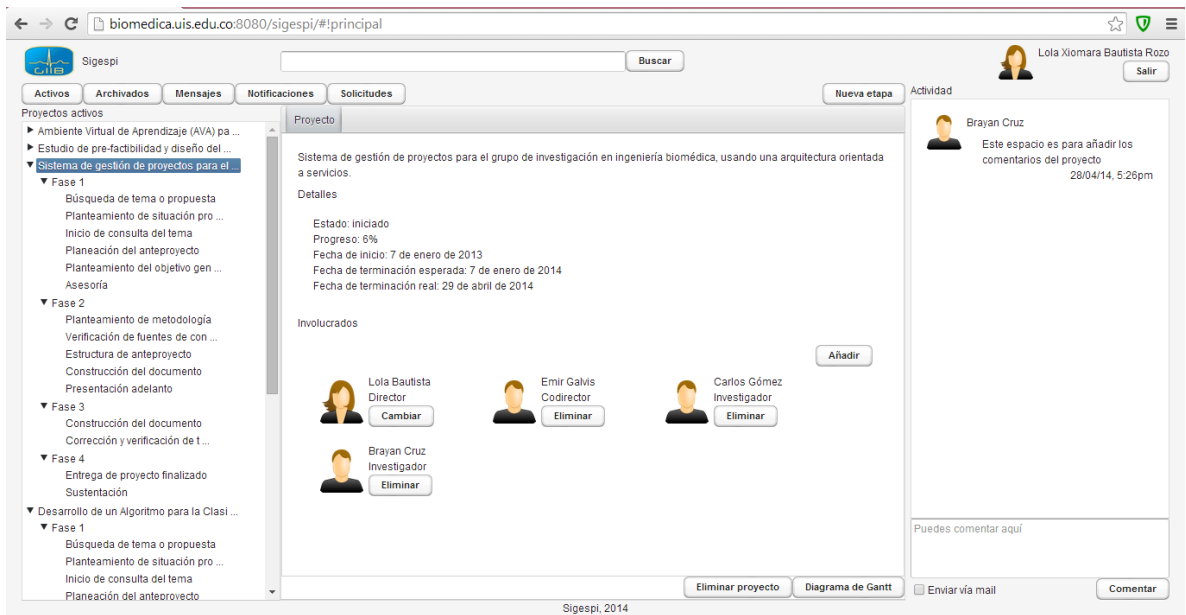 biomedica.uis.edu.co:8080/sigespi/#!principal
GIIB
Sigespi
Buscar
Lola Xiomara Bautista Rozo
Salir
Activos
Archivados
Mensajes
Notificaciones
Solicitudes
Nueva etapa
Proyectos activos
Ambiente Virtual de Aprendizaje (AVA) pa ...
Estudio de pre-factibilidad y diseño del ...
Sistema de gestión de proyectos para el ...
Fase 1
Búsqueda de tema o propuesta
Planteamiento de situación pro ...
Inicio de consulta del tema
Planeación del anteproyecto
Planteamiento del objetivo gen ...
Asesoría
Fase 2
Planteamiento de metodología
Verificación de fuentes de con ...
Estructura de anteproyecto
Construcción del documento
Presentación adelanto
Fase 3
Construcción del documento
Corrección y verificación de t ...
Fase 4
Entrega de proyecto finalizado
Sustentación
Desarrollo de un Algoritmo para la Clasi ...
Fase 1
Búsqueda de tema o propuesta
Planteamiento de situación pro ...
Inicio de consulta del tema
Planeación del anteproyecto
Proyecto
Sistema de gestión de proyectos para el grupo de investigación en ingeniería biomédica, usando una arquitectura orientada
a servicios.
Detalles
Estado: iniciado
Progreso: 6%
Fecha de inicio: 7 de enero de 2013
Fecha de terminación esperada: 7 de enero de 2014
Fecha de terminación real: 29 de abril de 2014
Involucrados
Añadir
Lola Bautista
Director
Cambiar
Emir Galvis
Codirector
Eliminar
Carlos Gómez
Investigador
Eliminar
Brayan Cruz
Investigador
Eliminar
Eliminar proyecto
Diagrama de Gantt
Actividad
Brayan Cruz
Este espacio es para añadir los
comentarios del proyecto
28/04/14, 5:26pm
Puedes comentar aquí
Enviar vía mail
Comentar
Sigespi, 2014